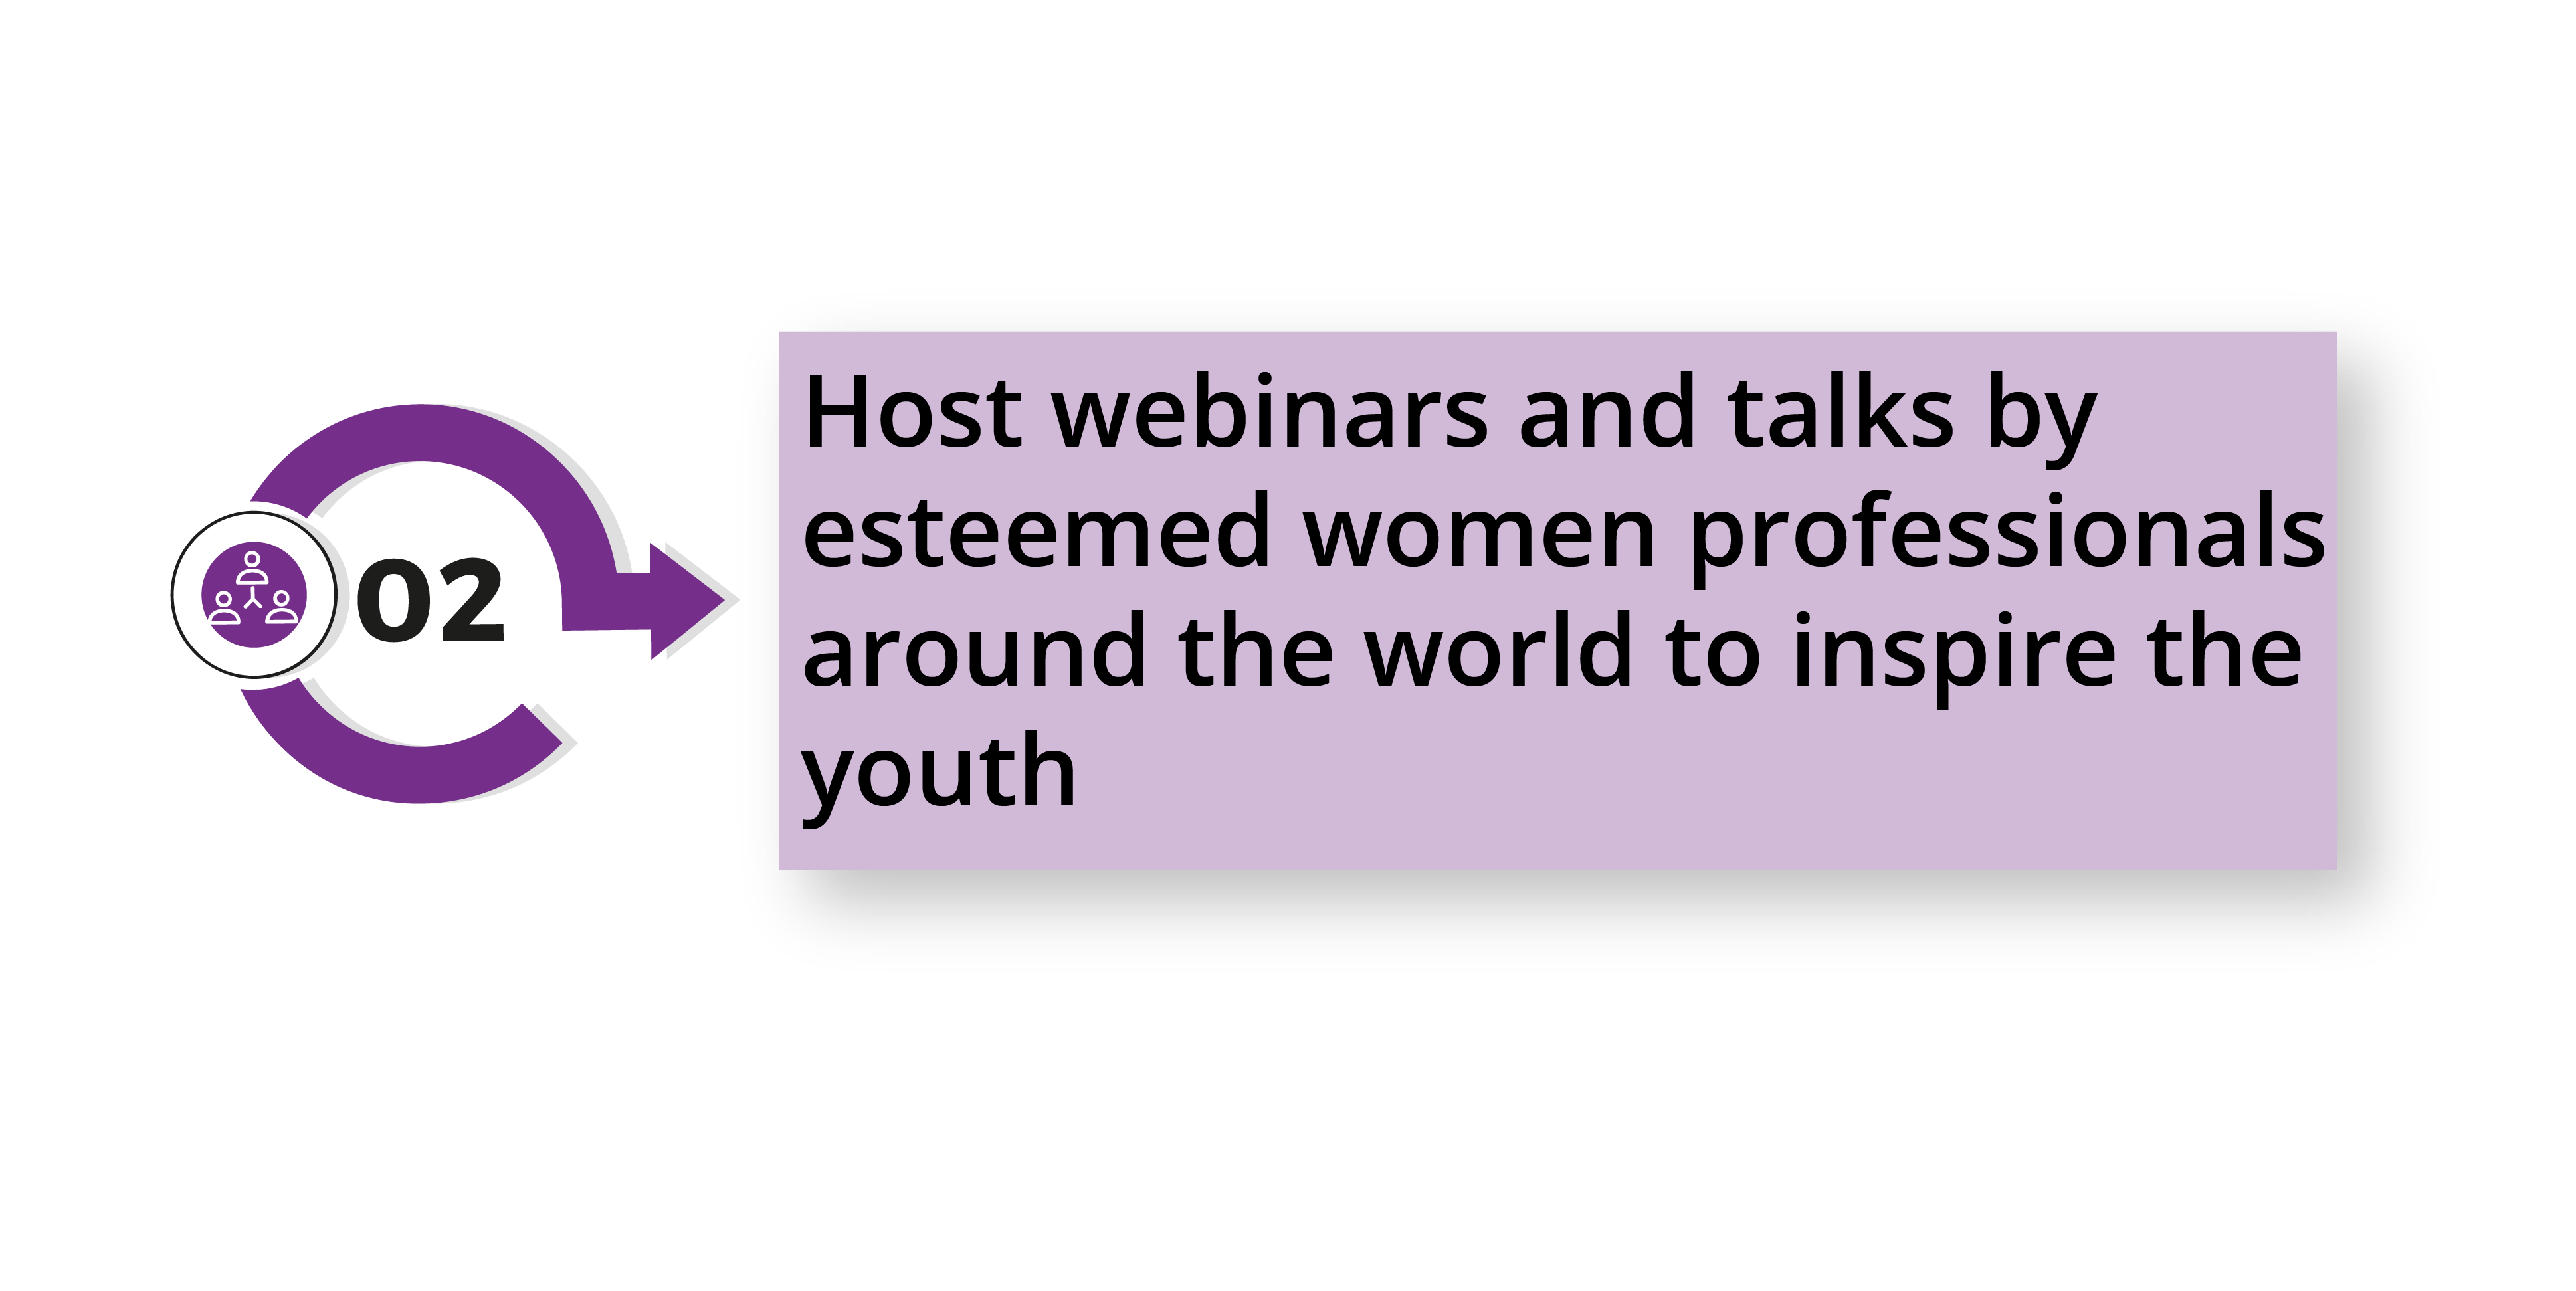 02
Host webinars and talks by
esteemed women professionals
around the world to inspire the
youth